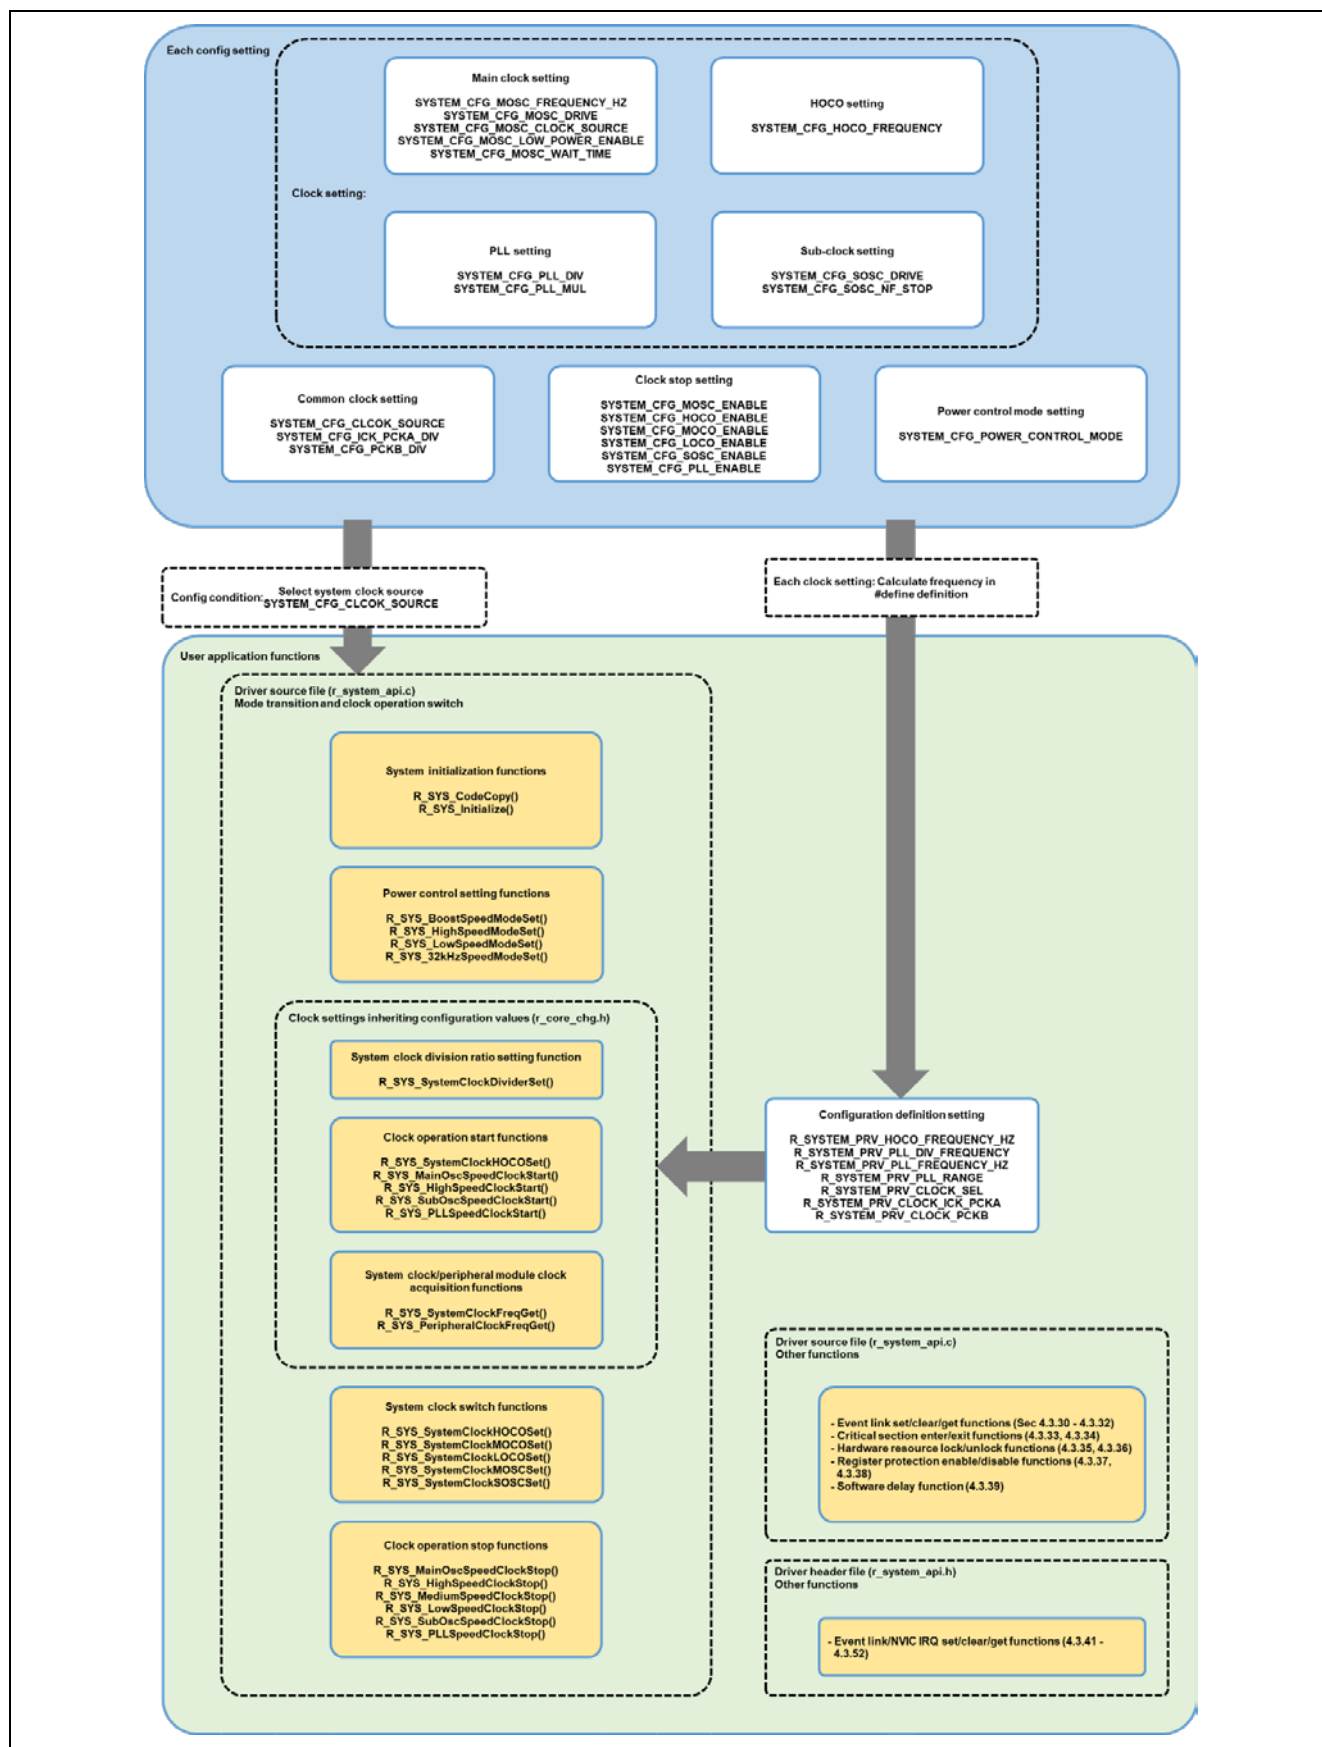 Each config setting
Main clock setting
SYSTEM_CFG_MOSC_FREQUENCY_HZ
SYSTEM_CFG_MOSC_DRIVE
SYSTEM_CFG_MOSC_CLOCK_SOURCE
SYSTEM_CFG_MOSC_LOW_POWER_ENABLE
SYSTEM_CFG_MOSC_WAIT_TIME
HOCO setting
SYSTEM_CFG_HOCO_FREQUENCY
Clock setting:
PLL setting
SYSTEM_CFG_PLL_DIV
SYSTEM_CFG_PLL_MUL
Sub-clock setting
SYSTEM_CFG_SOSC_DRIVE
SYSTEM_CFG_SOSC_NF_STOP
Common clock setting
SYSTEM_CFG_CLCOK_SOURCE
SYSTEM_CFG_ICK_PCKA_DIV
SYSTEM_CFG_PCKB_DIV
Clock stop setting
SYSTEM_CFG_MOSC_ENABLE
SYSTEM_CFG_HOCO_ENABLE
SYSTEM_CFG_MOCO_ENABLE
SYSTEM_CFG_LOCO_ENABLE
SYSTEM_CFG_SOSC_ENABLE
SYSTEM_CFG_PLL_ENABLE
Power control mode setting
SYSTEM_CFG_POWER_CONTROL_MODE
Config condition:
Select system clock source
SYSTEM_CFG_CLCOK_SOURCE
Each clock setting: Calculate frequency in
#define definition
User application functions
Driver source file (r_system_api.c)
Mode transition and clock operation switch
System initialization functions
R_SYS_CodeCopy()
R_SYS_Initialize()
Power control setting functions
R_SYS_BoostSpeedModeSet()
R_SYS_HighSpeedModeSet()
R_SYS_LowSpeedModeSet()
R_SYS_32kHzSpeedModeSet()
Clock settings inheriting configuration values (r_core_chg.h)
System clock division ratio setting function
R_SYS_SystemClockDividerSet()
Clock operation start functions
R_SYS_SystemClockHOCOSet()
R_SYS_MainOscSpeedClockStart()
R_SYS_HighSpeedClockStart()
R_SYS_SubOscSpeedClockStart()
R_SYS_PLLSpeedClockStart()
System clock/peripheral module clock
acquisition functions
R_SYS_SystemClockFreqGet()
R_SYS_PeripheralClockFreqGet()
System clock switch functions
R_SYS_SystemClockHOCOSet()
R_SYS_SystemClockMOCOSet()
R_SYS_SystemClockLOCOSet()
R_SYS_SystemClockMOSCSet()
R_SYS_SystemClockSOSCSet()
Clock operation stop functions
R_SYS_MainOscSpeedClockStop()
R_SYS_HighSpeedClockStop()
R_SYS_MediumSpeedClockStop()
R_SYS_LowSpeedClockStop()
R_SYS_SubOscSpeedClockStop()
R_SYS_PLLSpeedClockStop()
Configuration definition setting
R_SYSTEM_PRV_HOCO_FREQUENCY_HZ
R_SYSTEM_PRV_PLL_DIV_FREQUENCY
R_SYSTEM_PRV_PLL_FREQUENCY_HZ
R_SYSTEM_PRV_PLL_RANGE
R_SYSTEM_PRV_CLOCK_SEL
R_SYSTEM_PRV_CLOCK_ICK_PCKA
R_SYSTEM_PRV_CLOCK_PCKB
Driver source file (r_system_api.c)
Other functions
- Event link set/clear/get functions (Sec 4.3.30 - 4.3.32)
- Critical section enter/exit functions (4.3.33, 4.3.34)
- Hardware resource lock/unlock functions (4.3.35, 4.3.36)
- Register protection enable/disable functions (4.3.37,
4.3.38)
- Software delay function (4.3.39)
Driver header file (r_system_api.h)
Other functions
- Event link/NVIC IRQ set/clear/get functions (4.3.41 -
4.3.52)